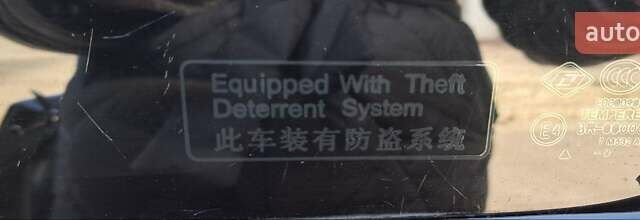 Equipped With Theft
Deterrent System
此车装有防盗系统
auto
E4